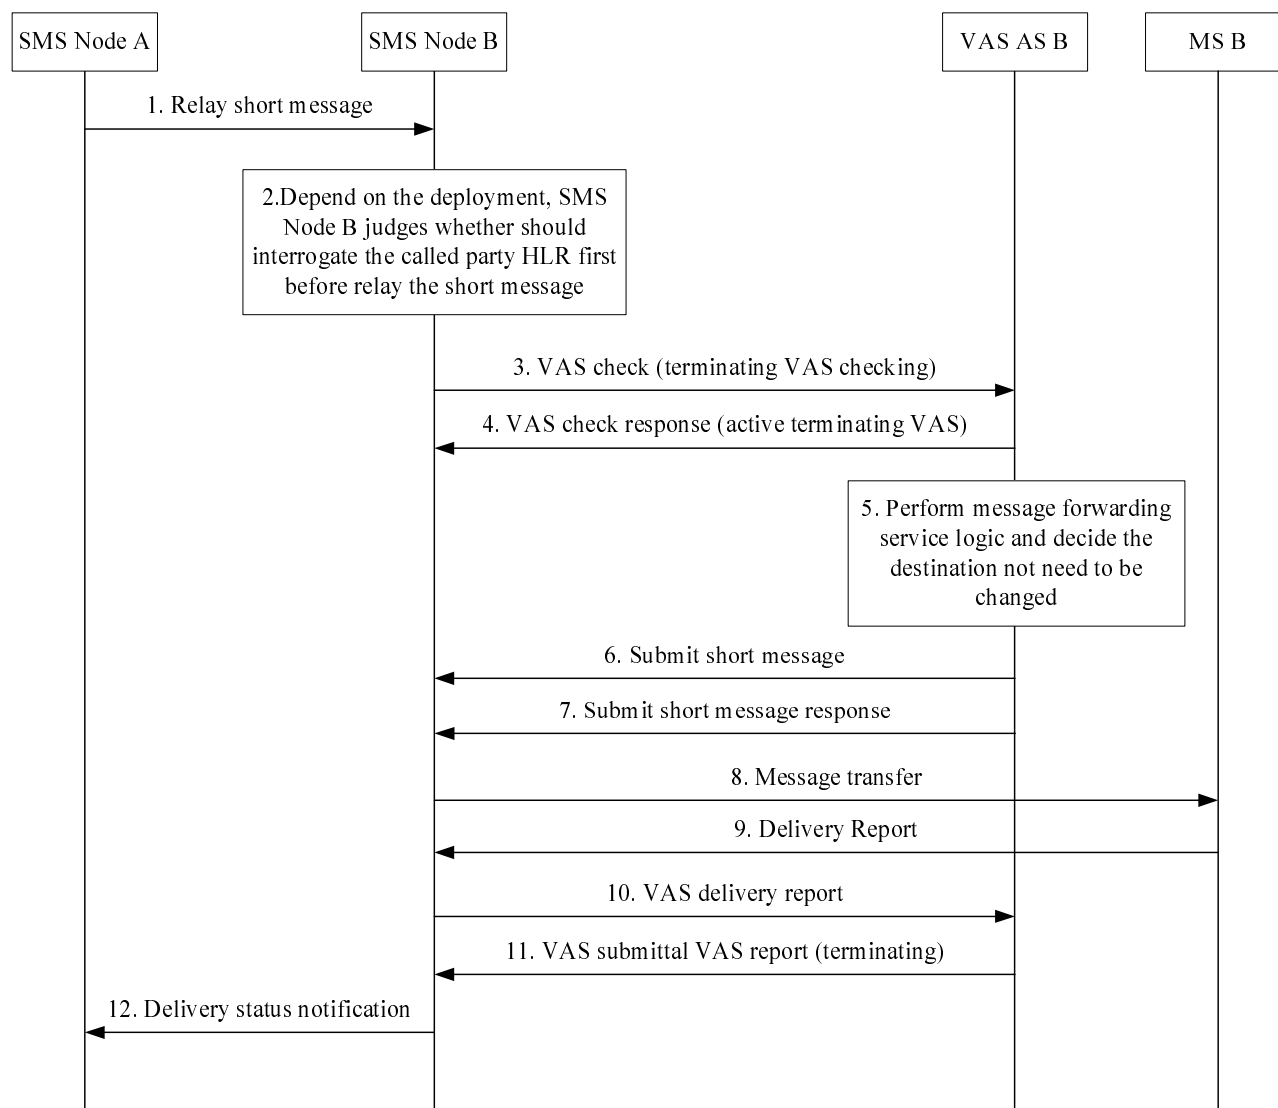 SMS Node A
SMS Node B
VAS AS B
MS B
1. Relay short message
2.Depend on the deployment, SMS
Node B judges whether should
interrogate the called party HLR first
before relay the short message
3. VAS check (terminating VAS checking)
4. VAS check response (active terminating VAS)
5. Perform message forwarding
service logic and decide the
destination not need to be
changed
6. Submit short message
7. Submit short message response
8. Message transfer
9. Delivery Report
10. VAS delivery report
11. VAS submittal VAS report (terminating)
12. Delivery status notification